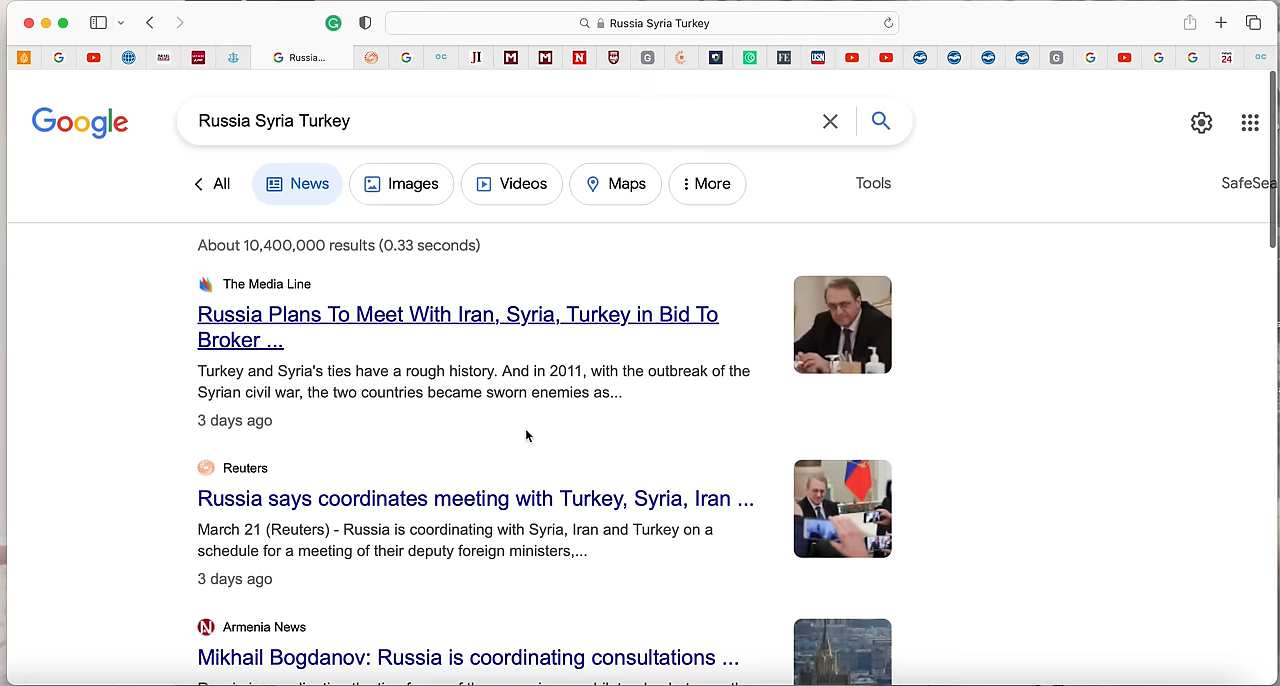 Russia Syria Turkey
Russia...
Google
Russia Syria Turkey
All
News
Images
Videos
Maps
More
Tools
SafeSea
About 10,400,000 results (0.33 seconds)
The Media Line
Russia Plans To Meet With Iran, Syria, Turkey in Bid To
Broker ...
Turkey and Syria's ties have a rough history. And in 2011, with the outbreak of the
Syrian civil war, the two countries became sworn enemies as...
3 days ago
Reuters
Russia says coordinates meeting with Turkey, Syria, Iran ...
March 21 (Reuters) - Russia is coordinating with Syria, Iran and Turkey on a
schedule for a meeting of their deputy foreign ministers,...
3 days ago
Armenia News
Mikhail Bogdanov: Russia is coordinating consultations ...